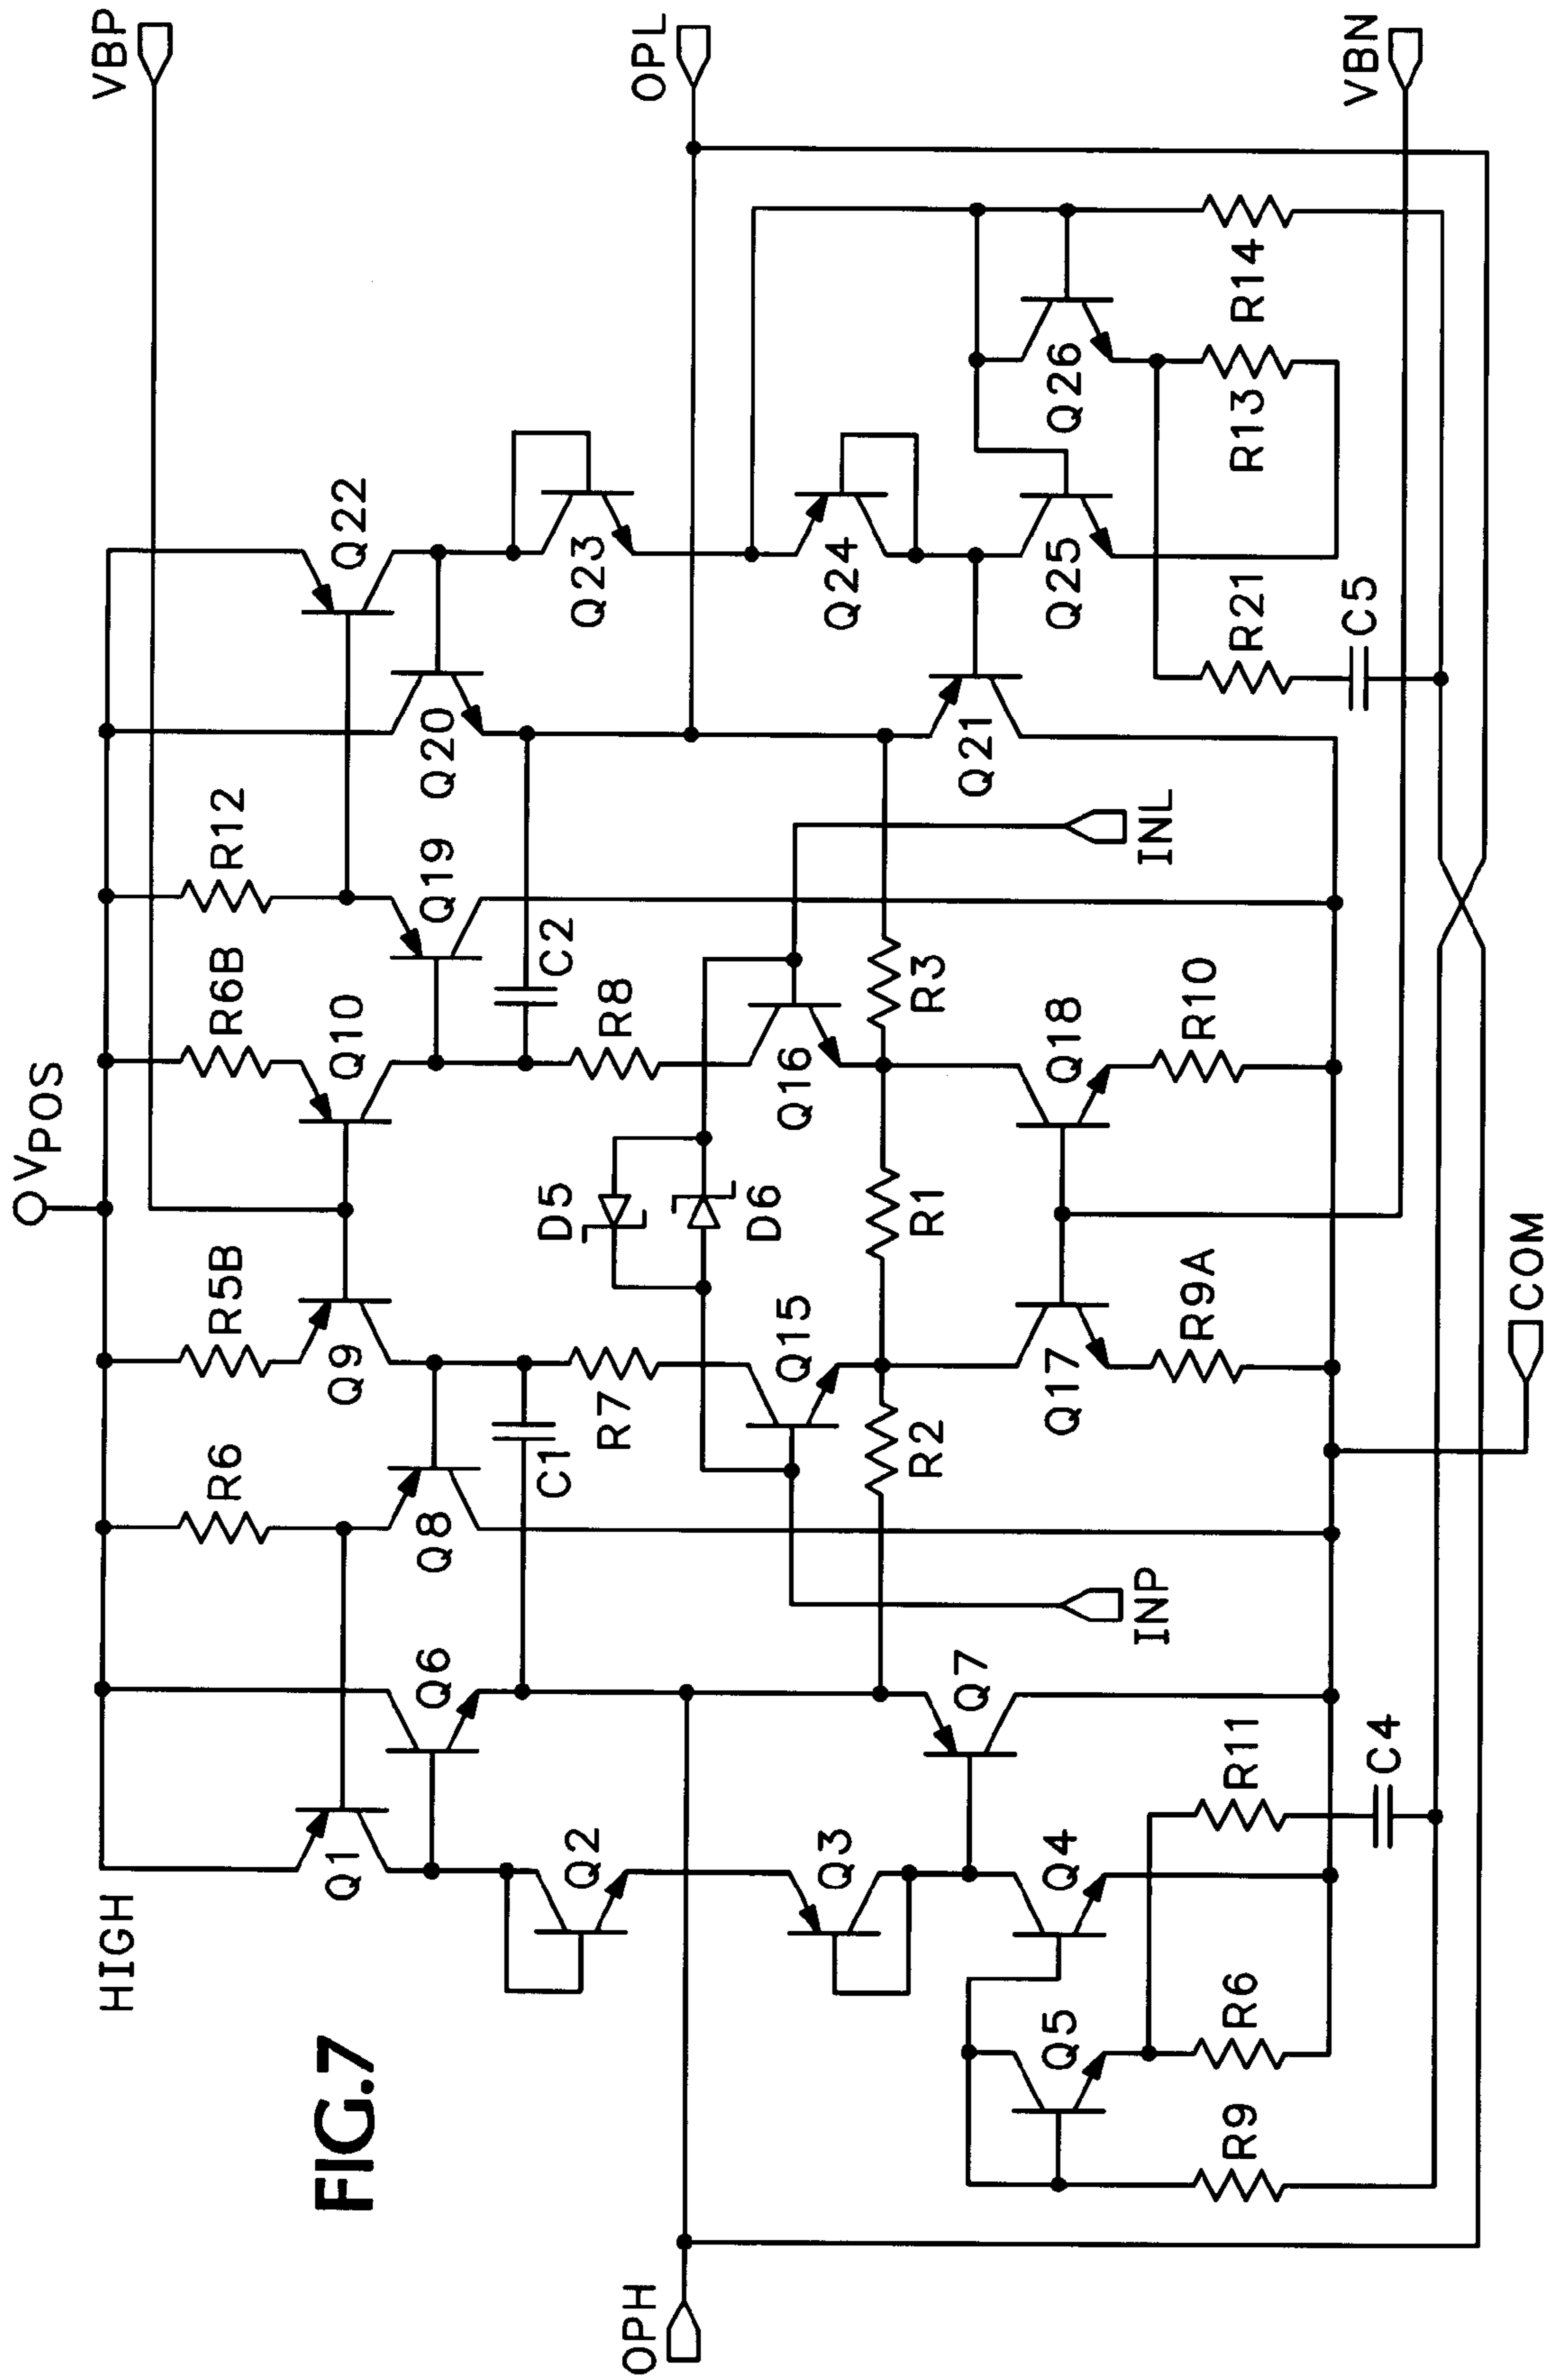 VPOS
HIGH
VBP
R6
R5B
R6B
R12
Q1
Q9
Q10
Q22
Q6
Q8
Q19
Q20
C1
C2
D5
Q2
R7
R8
Q23
OPH
OPL
D6
Q3
Q15
Q16
Q24
R2
R1
R3
Q7
Q21
Q5
Q4
Q17
Q18
Q25
Q26
INP
INL
R9
R6
R11
R9A
R10
R21
R13
R14
C4
C5
VBN
COM
FIG.7